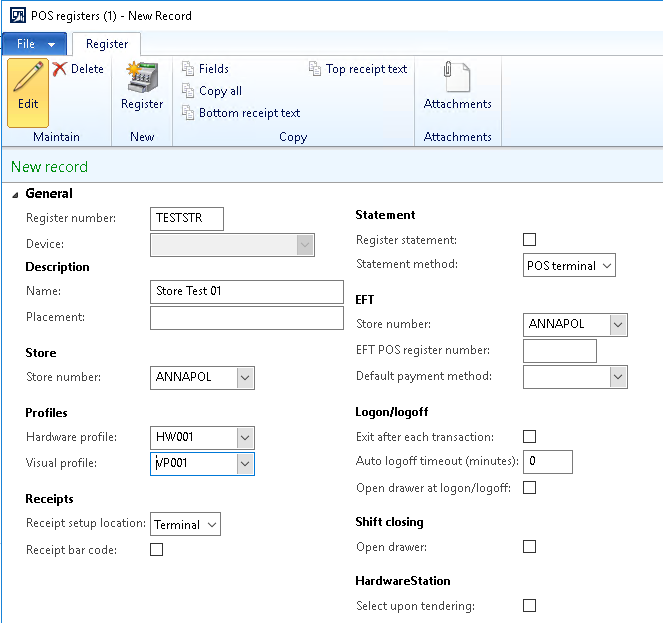 POS registers (1) - New Record
File
Register
Edit
Delete
Maintain
Register
New
Fields
Copy all
Bottom receipt text
Top receipt text
Copy
Attachments
Attachments
New record
General
Register number: TESTSTR
Device:
Description
Name: Store Test 01
Placement:
Store
Store number: ANNAPOL
Profiles
Hardware profile: HW001
Visual profile: VP001
Receipts
Receipt setup location: Terminal
Receipt bar code:
Statement
Register statement:
Statement method: POS terminal
EFT
Store number: ANNAPOL
EFT POS register number:
Default payment method:
Logon/logoff
Exit after each transaction:
Auto logoff timeout (minutes): 0
Open drawer at logon/logoff:
Shift closing
Open drawer:
HardwareStation
Select upon tendering: